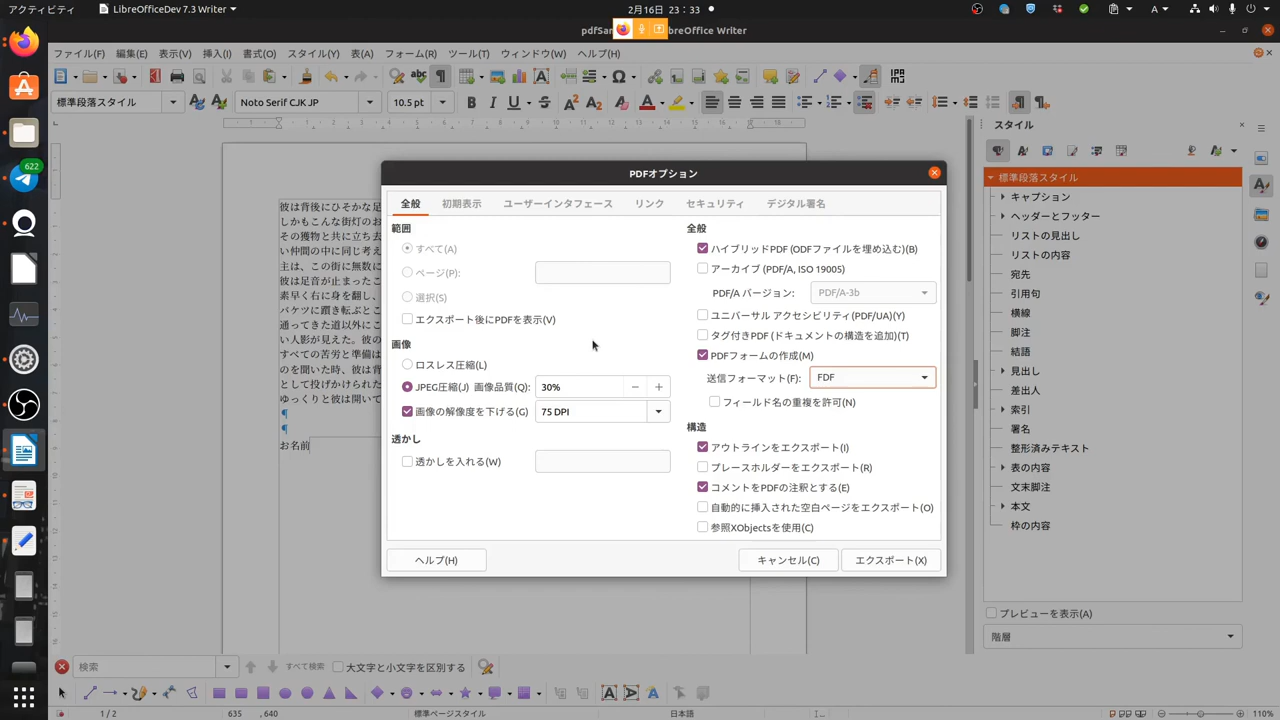 アクティビティ
LibreOfficeDev 7.3 Writer
2月16日 23：33
A
pdfSam
breOffice Writer
ファイル(F) 編集(E) 表示(V) 挿入(I) 書式(O) スタイル(Y) 表(A) フォーム(R) ツール(T) ウィンドウ(W) ヘルプ(H)
標準段落スタイル
Noto Serif CJK JP
10.5 pt
スタイル
PDFオプション
全般 初期表示 ユーザーインタフェース リンク セキュリティ デジタル署名
範囲
すべて(A)
ページ(P):
選択(S)
エクスポート後にPDFを表示(V)
画像
ロスレス圧縮(L)
JPEG圧縮(J) 画像品質(Q): 30%
画像の解像度を下げる(G) 75 DPI
透かし
透かしを入れる(W)
全般
ハイブリッドPDF (ODFファイルを埋め込む)(B)
アーカイブ (PDF/A, ISO 19005)
PDF/A バージョン: PDF/A-3b
ユニバーサル アクセシビリティ(PDF/UA)(Y)
タグ付きPDF (ドキュメントの構造を追加)(T)
PDFフォームの作成(M)
送信フォーマット(F): FDF
フィールド名の重複を許可(N)
構造
アウトラインをエクスポート(I)
プレースホルダーをエクスポート(R)
コメントをPDFの注釈とする(E)
自動的に挿入された空白ページをエクスポート(O)
参照XObjectsを使用(C)
ヘルプ(H)
キャンセル(C)
エクスポート(X)
彼は背後にひそかな足
しかもこんな街灯のお
その獲物と共に立ち去
い仲間の中に同じ考え
主は、この街に無数に
彼は足音が止まったこ
素早く右に身を翻し、
バケツに躓き転ぶとこ
通ってきた道以外にこ
い人影が見えた。彼の
すべての苦労と準備は
を開いた時、彼は背
として投げかけられた
ゆっくりと彼は開いて
お名前
標準段落スタイル
キャプション
ヘッダーとフッター
リストの見出し
リストの内容
宛先
引用句
横線
脚注
結語
見出し
差出人
索引
署名
整形済みテキスト
表の内容
文末脚注
本文
枠の内容
プレビューを表示(M)
階層
検索
すべて検索
大文字と小文字を区別する
1 / 2
635
,640
標準ページスタイル
日本語
110%
622